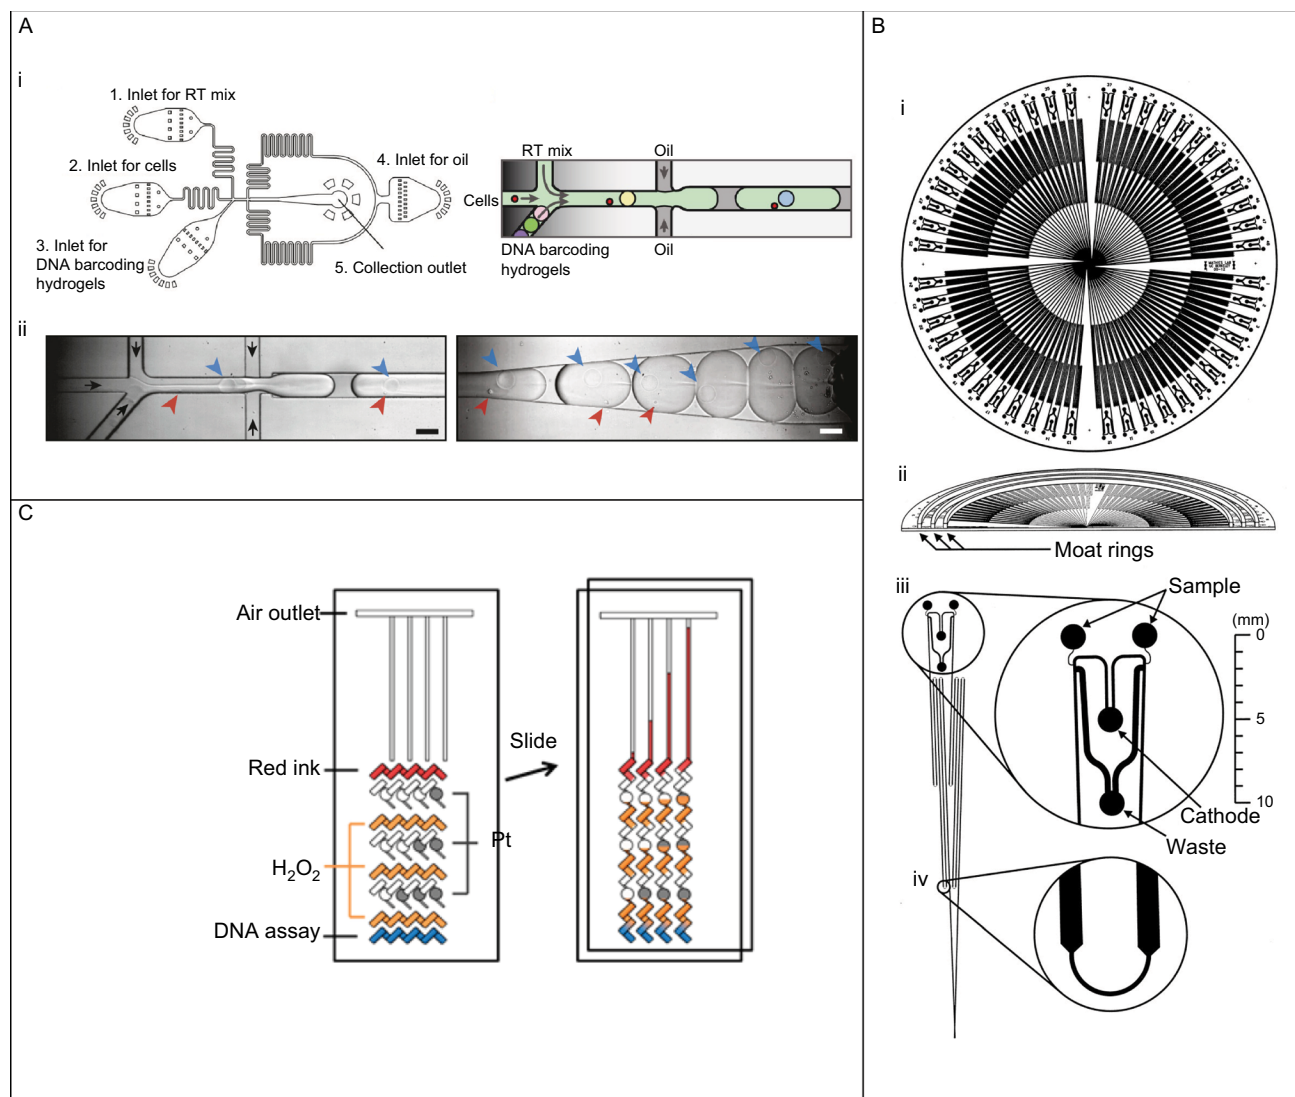 A
i
1. Inlet for RT mix
2. Inlet for cells
3. Inlet for
DNA barcoding
hydrogels
4. Inlet for oil
5. Collection outlet
RT mix
Oil
Cells
DNA barcoding
hydrogels
Oil
ii
B
i
ii
Moat rings
iii
Sample
(mm)
0
5
10
Cathode
Waste
iv
C
Air outlet
Red ink
H₂O₂
DNA assay
Pt
Slide